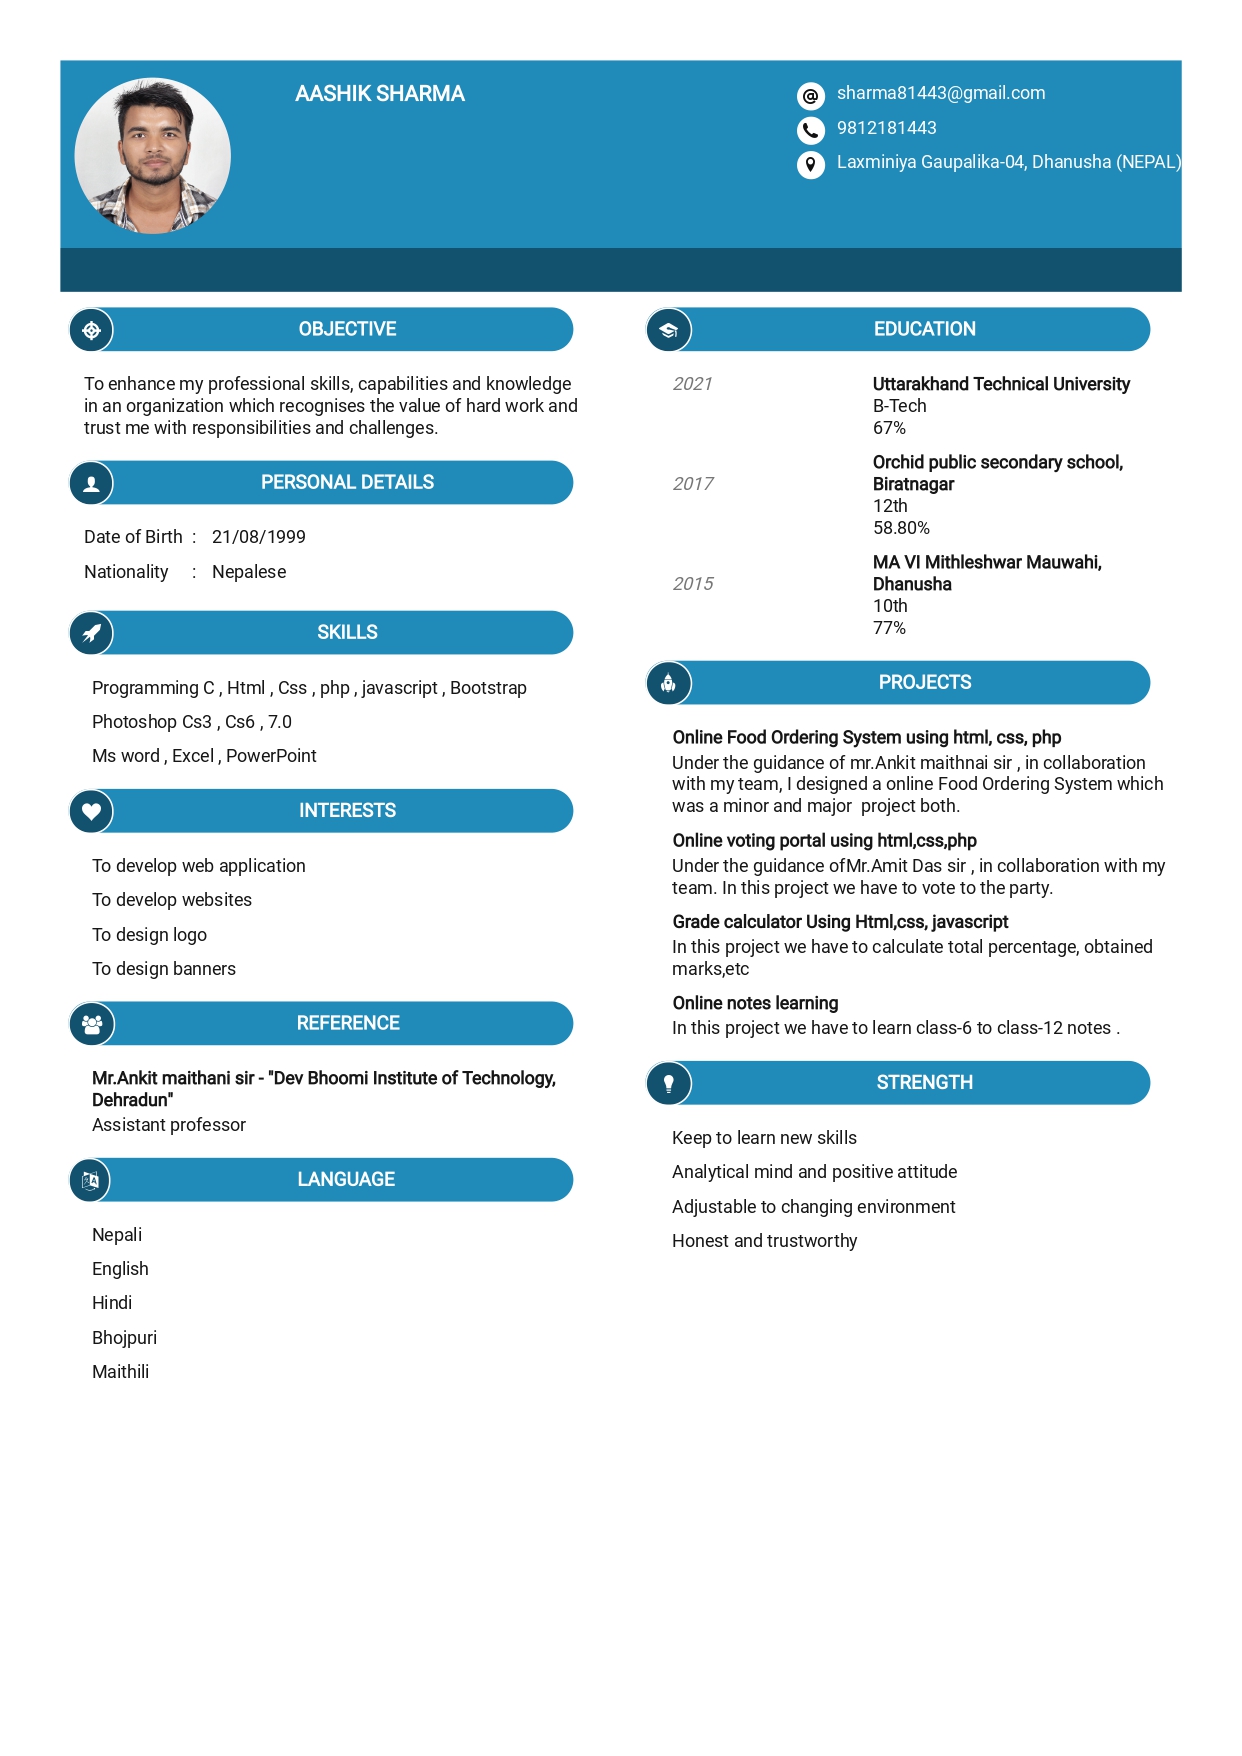 AASHIK SHARMA
sharma81443@gmail.com
9812181443
Laxminiya Gaupalika-04, Dhanusha (NEPAL)
OBJECTIVE
To enhance my professional skills, capabilities and knowledge
in an organization which recognises the value of hard work and
trust me with responsibilities and challenges.
PERSONAL DETAILS
Date of Birth : 21/08/1999
Nationality : Nepalese
SKILLS
Programming C , Html , Css , php , javascript , Bootstrap
Photoshop Cs3 , Cs6 , 7.0
Ms word , Excel , PowerPoint
INTERESTS
To develop web application
To develop websites
To design logo
To design banners
REFERENCE
Mr.Ankit maithani sir - "Dev Bhoomi Institute of Technology,
Dehradun"
Assistant professor
LANGUAGE
Nepali
English
Hindi
Bhojpuri
Maithili
EDUCATION
2021
Uttarakhand Technical University
B-Tech
67%
Orchid public secondary school,
2017
Biratnagar
12th
58.80%
MA VI Mithleshwar Mauwahi,
2015
Dhanusha
10th
77%
PROJECTS
Online Food Ordering System using html, css, php
Under the guidance of mr.Ankit maithnai sir , in collaboration
with my team, I designed a online Food Ordering System which
was a minor and major  project both.
Online voting portal using html,css,php
Under the guidance ofMr.Amit Das sir , in collaboration with my
team. In this project we have to vote to the party.
Grade calculator Using Html,css, javascript
In this project we have to calculate total percentage, obtained
marks,etc
Online notes learning
In this project we have to learn class-6 to class-12 notes .
STRENGTH
Keep to learn new skills
Analytical mind and positive attitude
Adjustable to changing environment
Honest and trustworthy